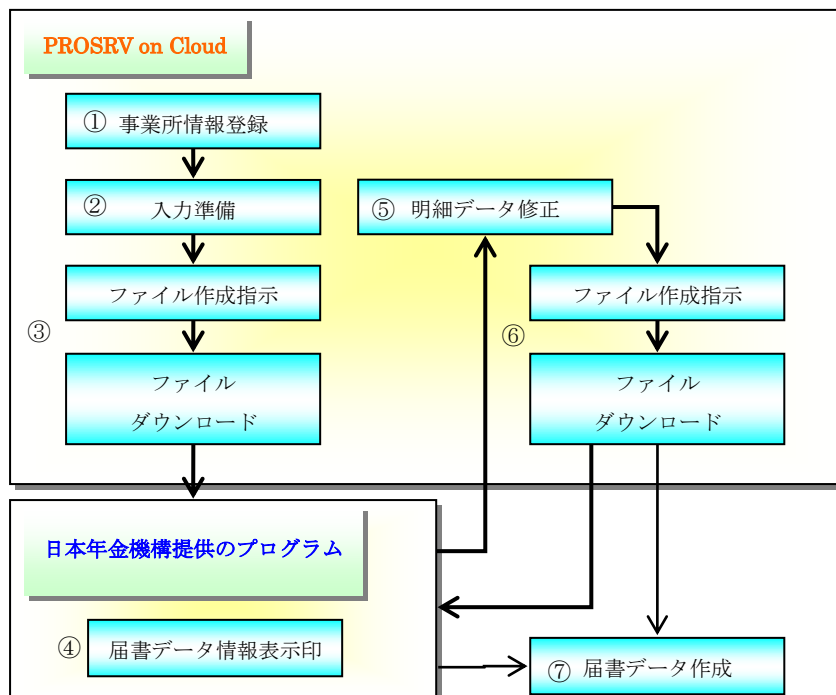 PROSRV on Cloud
① 事業所情報登録
② 入力準備
③
ファイル作成指示
ファイル
ダウンロード
⑤ 明細データ修正
⑥
ファイル作成指示
ファイル
ダウンロード
日本年金機構提供のプログラム
④ 届書データ情報表示印
⑦ 届書データ作成